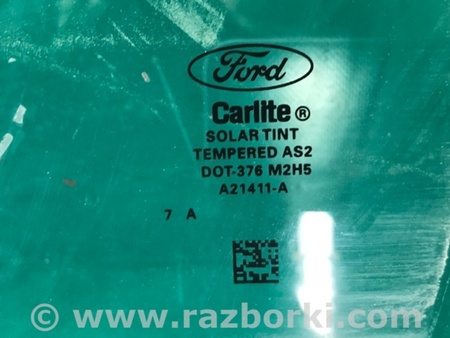 Ford
Carlite®
SOLAR TINT
TEMPERED AS2
DOT-376 M2H5
A21411-A
7 A
© www.razborki.com